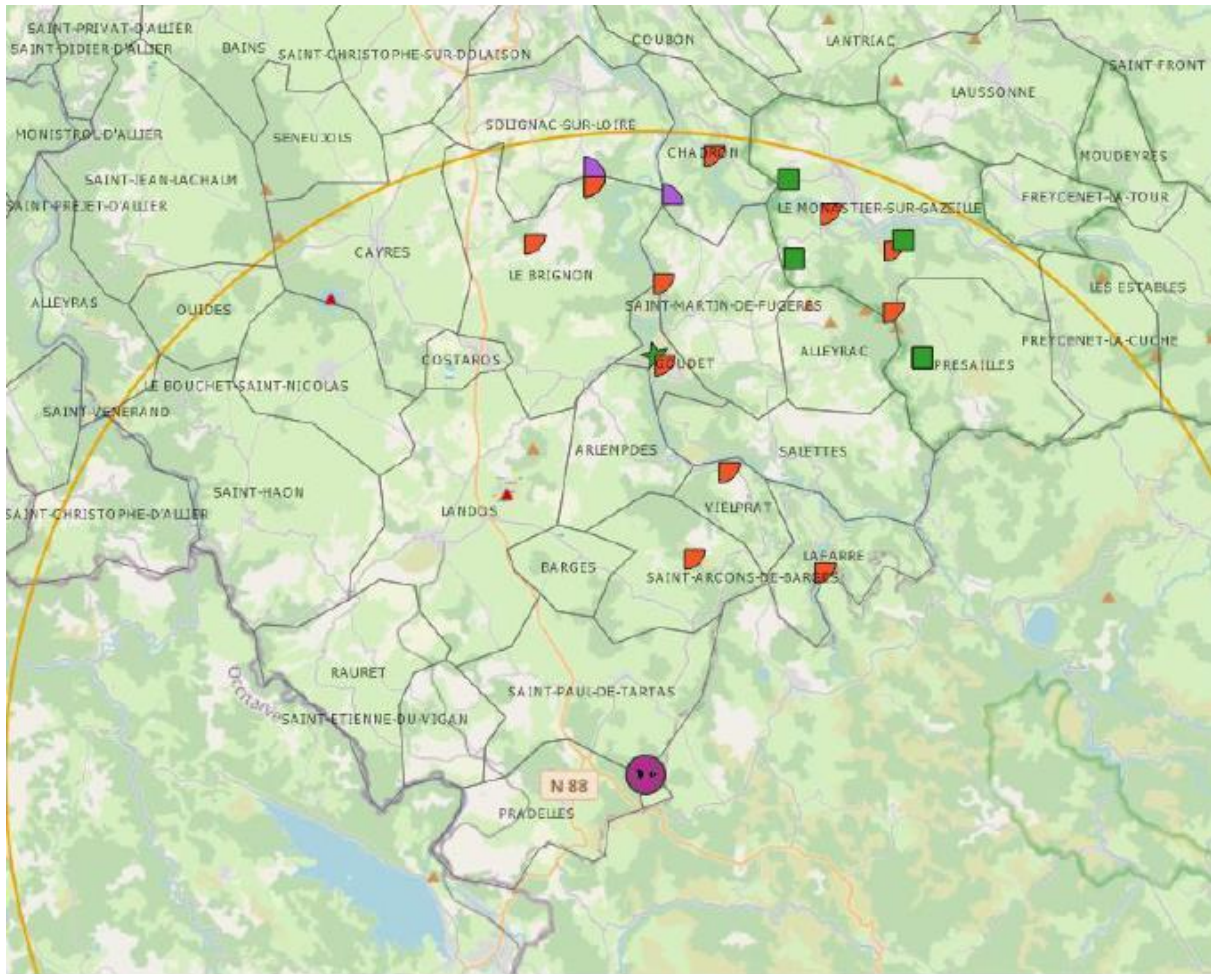 SAINT-PRIVAT-D'ALLIER
SAINT-DIDIER-D'ALLIER
BAINS
SAINT-CHRISTOPHE-SUR-DOLAISON
COUBON
LANTRIAC
SAINT-FRONT
LAUSSONNE
MONISTROL-D'ALLIER
SENEUJOLS
SOLIGNAC-SUR-LOIRE
CHADRON
MOUDEYRES
SAINT-JEAN-LACHALM
SAINT-PREJET-D'ALLIER
FREYCENET-LA-TOUR
LE MONASTIER-SUR-GAZEILLE
CAYRES
LE BRIGNON
ALLEYRAS
OUIDES
SAINT-MARTIN-DE-FUGERES
LES ESTABLES
FREYCENET-LA-CUCHE
ALLEYRAC
COSTAROS
GOUDET
PRESAILLES
LE BOUCHET-SAINT-NICOLAS
SAINT-VENERAND
ARLEMPDES
SALETTES
SAINT-HAON
SAINT-CHRISTOPHE-D'ALLIER
LANDOS
VIELPRAT
BARGES
LAFARRE
SAINT-ARCONS-DE-BARGES
RAURET
Occitanie
SAINT-PAUL-DE-TARTAS
SAINT-ETIENNE-DU-VIGAN
N 88
PRADELLES